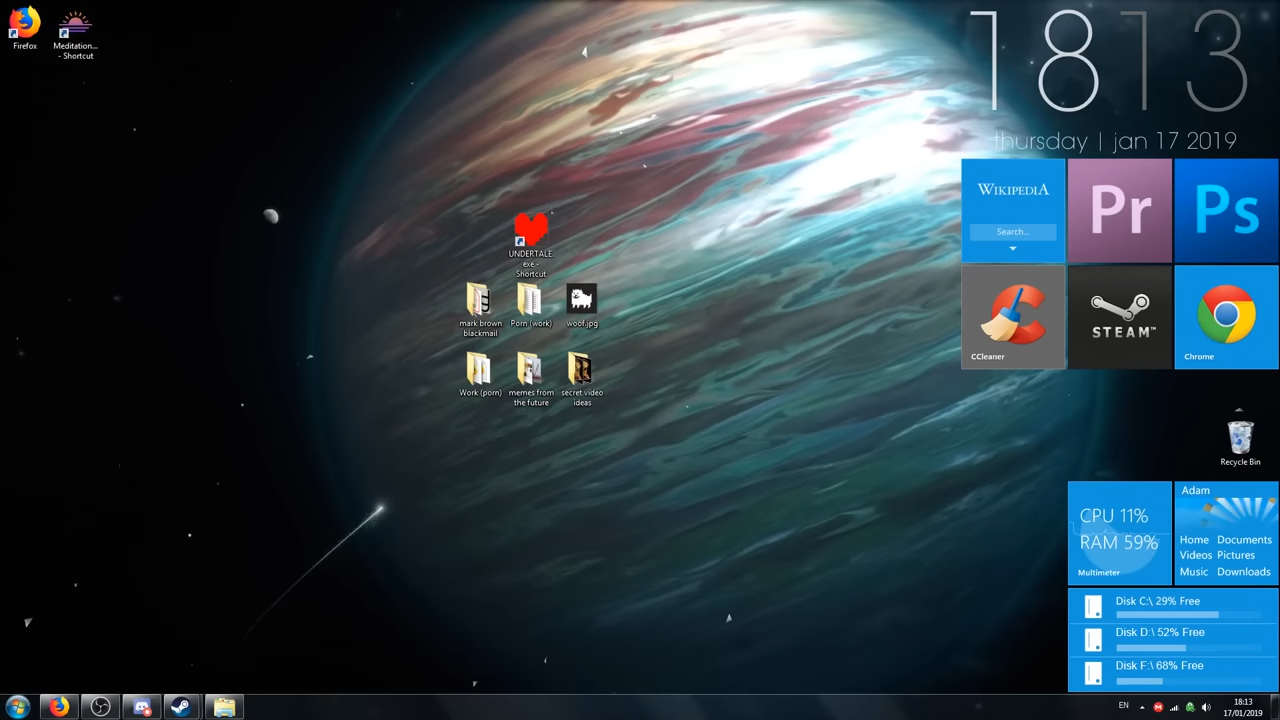 Firefox
Meditation...
- Shortcut
1813
thursday | jan 17 2019
WIKIPEDIA
Search...
Pr
Ps
CCleaner
STEAM™
Chrome
UNDERTALE.
exe -
Shortcut
mark brown
blackmail
Porn (work)
woof.jpg
Work (porn)
memes from
the future
secret video
ideas
Recycle Bin
CPU 11%
RAM 59%
Multimeter
Adam
Home Documents
Videos Pictures
Music Downloads
Disk C:\ 29% Free
Disk D:\ 52% Free
Disk F:\ 68% Free
EN
18:13
17/01/2019